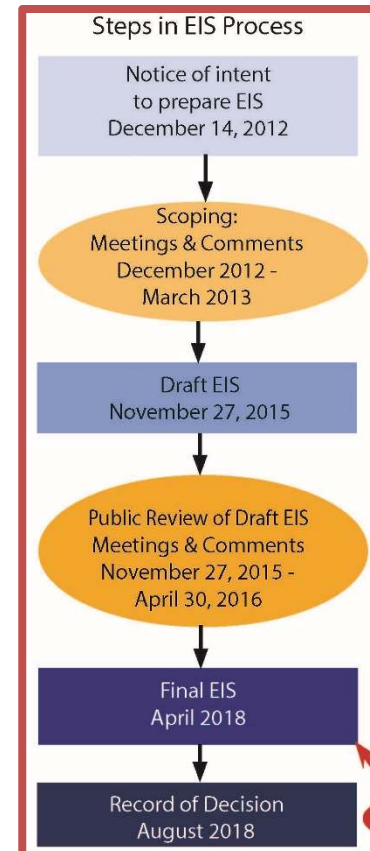 Steps in EIS Process
Notice of intent
to prepare EIS
December 14, 2012
Scoping:
Meetings & Comments
December 2012 -
March 2013
Draft EIS
November 27, 2015
Public Review of Draft EIS
Meetings & Comments
November 27, 2015 -
April 30, 2016
Final EIS
April 2018
Record of Decision
August 2018